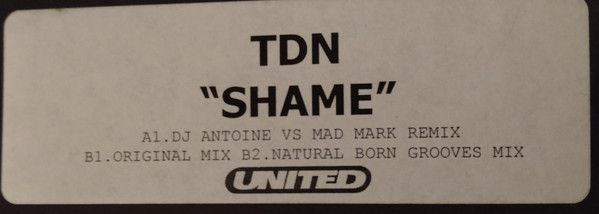 TDN
“SHAME”
A1.DJ ANTOINE VS MAD MARK REMIX
B1.ORIGINAL MIX B2.NATURAL BORN GROOVES MIX
UNITED